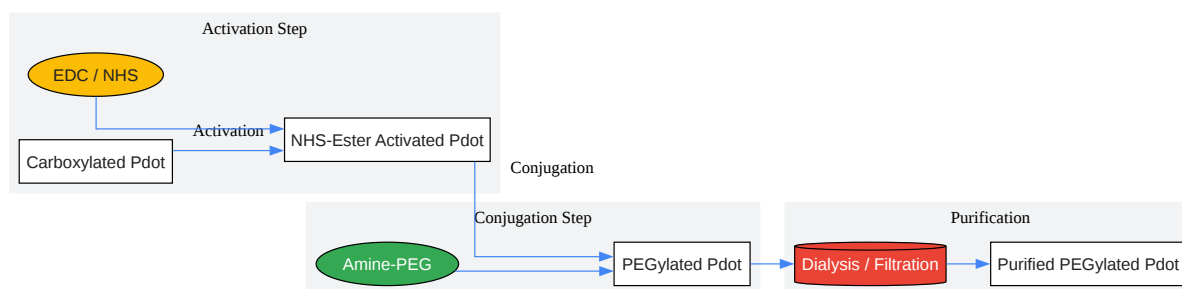 Activation Step
EDC / NHS
Activation
NHS-Ester Activated Pdot
Carboxylated Pdot
Conjugation
Conjugation Step
Amine-PEG
PEGylated Pdot
Purification
Dialysis / Filtration
Purified PEGylated Pdot